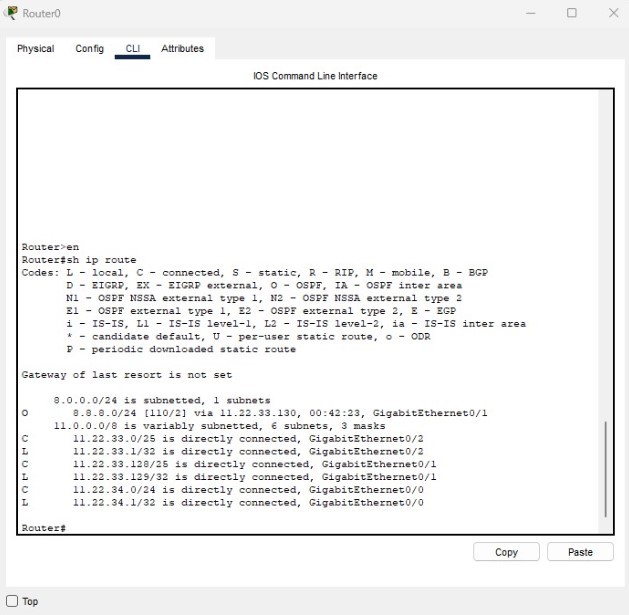 Router0
Physical Config CLI Attributes
IOS Command Line Interface
Router>en
Router#sh ip route
Codes: L - local, C - connected, S - static, R - RIP, M - mobile, B - BGP
D - EIGRP, EX - EIGRP external, O - OSPF, IA - OSPF inter area
N1 - OSPF NSSA external type 1, N2 - OSPF NSSA external type 2
E1 - OSPF external type 1, E2 - OSPF external type 2, E - EGP
i - IS-IS, L1 - IS-IS level-1, L2 - IS-IS level-2, ia - IS-IS inter area
* - candidate default, U - per-user static route, o - ODR
P - periodic downloaded static route
Gateway of last resort is not set
8.0.0.0/24 is subnetted, 1 subnets
O 8.8.8.0/24 [110/2] via 11.22.33.130, 00:42:23, GigabitEthernet0/1
11.0.0.0/8 is variably subnetted, 6 subnets, 3 masks
C 11.22.33.0/25 is directly connected, GigabitEthernet0/2
L 11.22.33.1/32 is directly connected, GigabitEthernet0/2
C 11.22.33.128/25 is directly connected, GigabitEthernet0/1
L 11.22.33.129/32 is directly connected, GigabitEthernet0/1
C 11.22.34.0/24 is directly connected, GigabitEthernet0/0
L 11.22.34.1/32 is directly connected, GigabitEthernet0/0
Router#
Copy Paste
Top